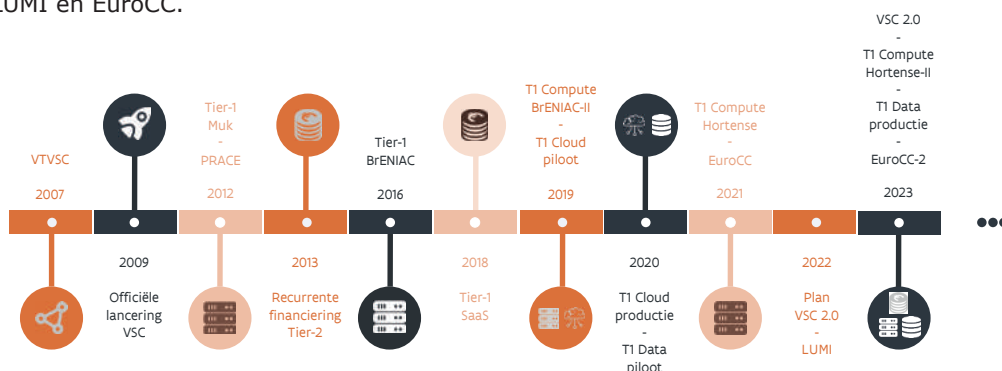 LUMI en EuroCC.
VTVSC
2007
2009
Officiële
lancering
VSC
Tier-1
Muk
-
PRACE
2012
2013
Recurrente
financiering
Tier-2
Tier-1
BrENIAC
2016
2018
Tier-1
SaaS
T1 Compute
BrENIAC-II
-
T1 Cloud
piloot
2019
2020
T1 Cloud
productie
-
T1 Data
piloot
T1 Compute
Hortense
-
EuroCC
2021
2022
Plan
VSC 2.0
-
LUMI
VSC 2.0
-
T1 Compute
Hortense-II
-
T1 Data
productie
-
EuroCC-2
2023